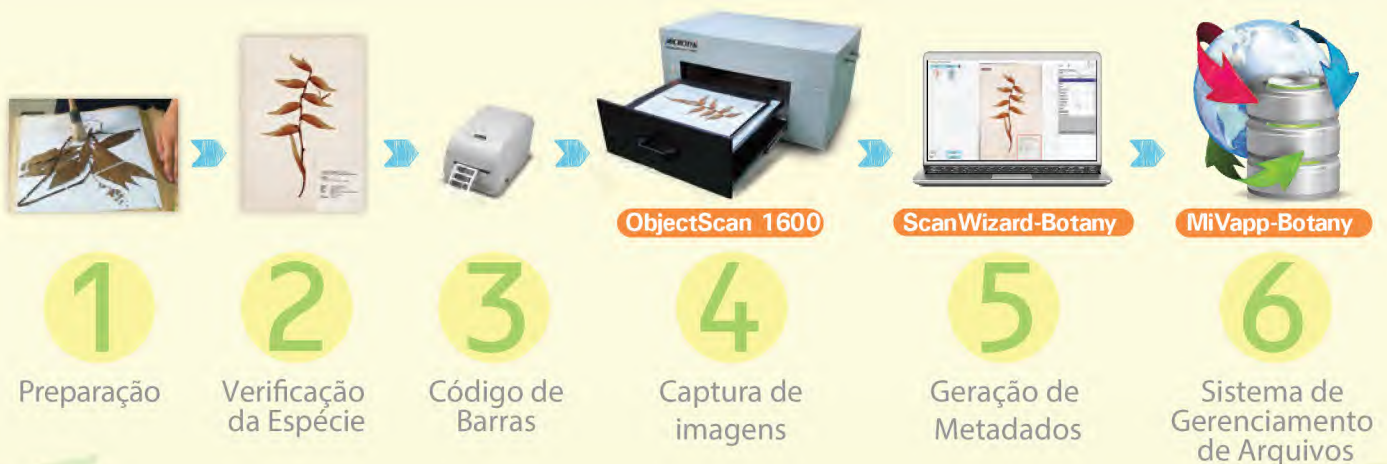 MICROTEK
ObjectScan 1600
ScanWizard-Botany
MiVapp-Botany
1
2
3
4
5
6
Preparação
Verificação
da Espécie
Código de
Barras
Captura de
imagens
Geração de
Metadados
Sistema de
Gerenciamento
de Arquivos